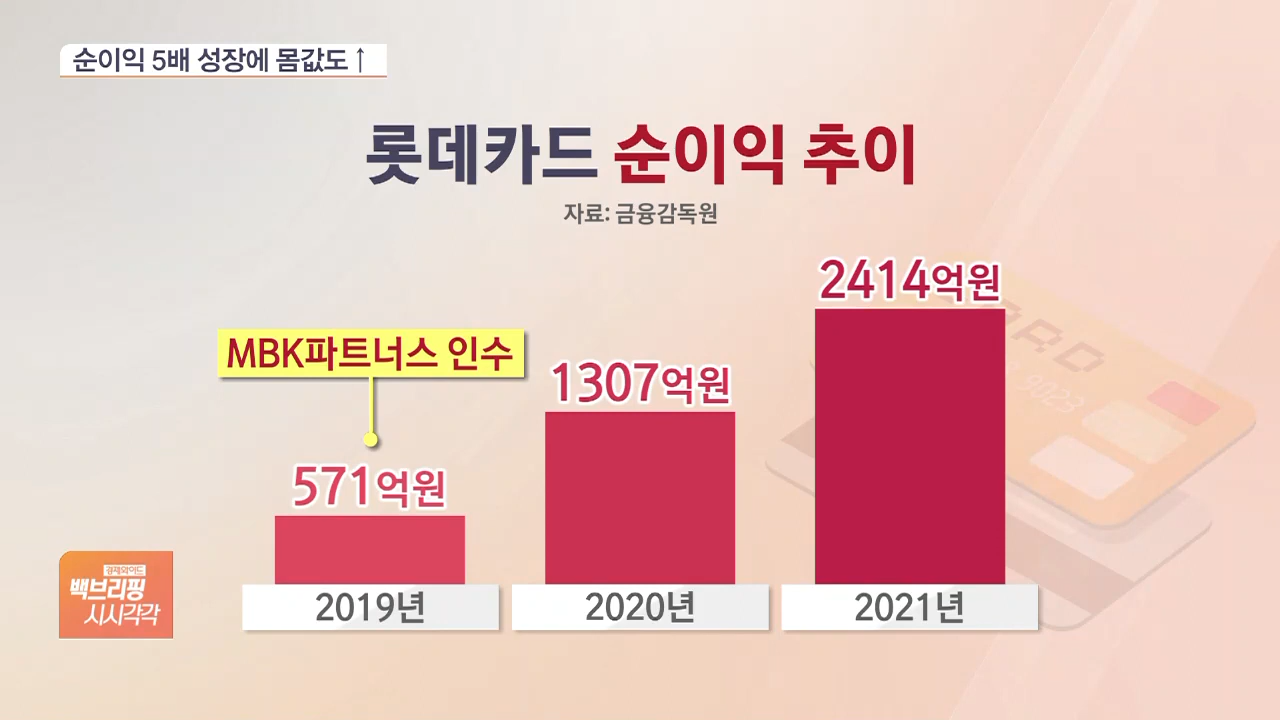 순이익 5배 성장에 몸값도↑
롯데카드 순이익 추이
자료: 금융감독원
2414억원
MBK파트너스 인수
1307억원
571억원
CARD
9023
경제와이드
백브리핑
시시각각
2019년
2020년
2021년